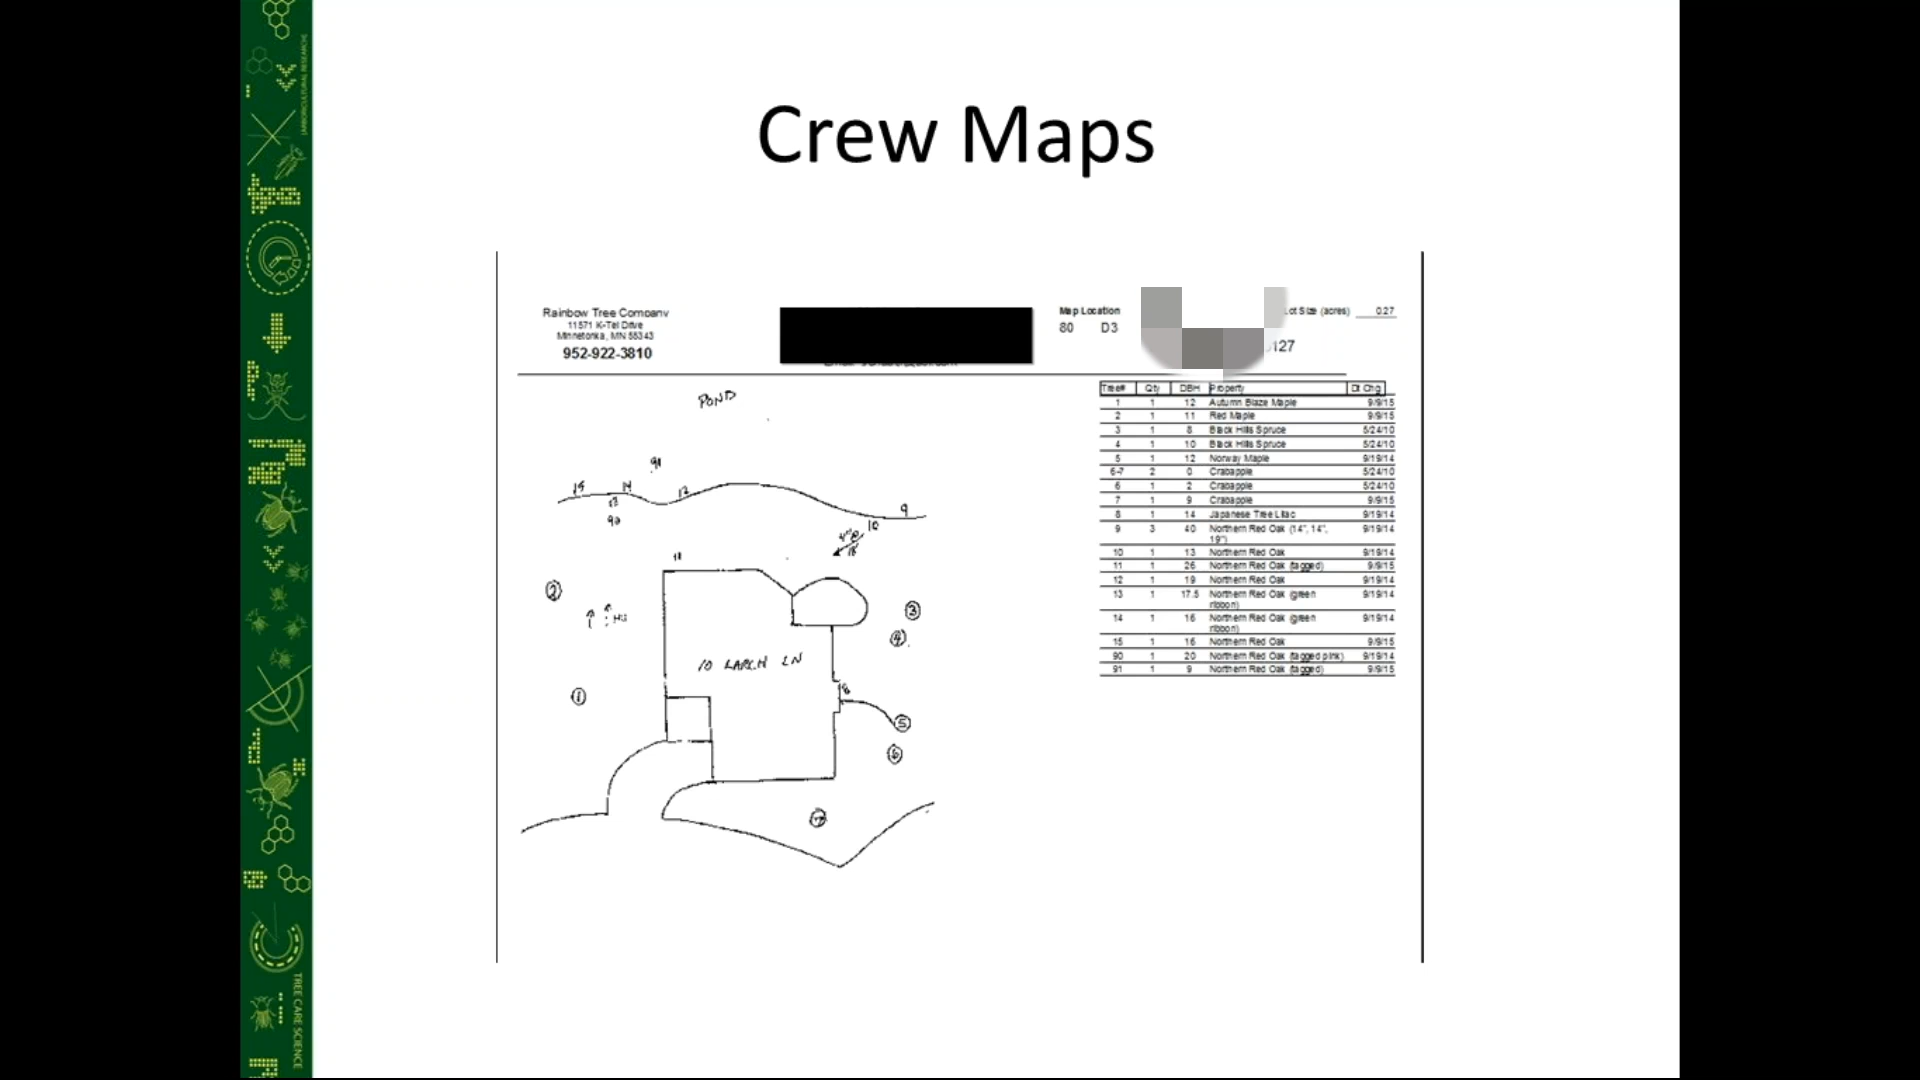 Crew Maps
Rainbow Tree Company
11571 K-Tel Drive
Minnetonka, MN 55343
952-922-3810
Map Location
80 D3
Lot Size (acres) 0.27
127
Tree# Qty DBH Property Dt Chg
1 1 12 Autumn Blaze Maple 9/9/15
2 1 11 Red Maple 9/9/15
3 1 8 Black Hills Spruce 5/24/10
4 1 10 Black Hills Spruce 5/24/10
5 1 12 Norway Maple 9/19/14
6-7 2 0 Crabapple 5/24/10
6 1 2 Crabapple 5/24/10
7 1 9 Crabapple 9/9/15
8 1 14 Japanese Tree Lilac 9/19/14
9 3 40 Northern Red Oak (14", 14",
19") 9/19/14
10 1 13 Northern Red Oak 9/19/14
11 1 26 Northern Red Oak (tagged) 9/9/15
12 1 19 Northern Red Oak 9/19/14
13 1 17.5 Northern Red Oak (green
ribbon) 9/19/14
14 1 16 Northern Red Oak (green
ribbon) 9/19/14
15 1 16 Northern Red Oak 9/9/15
90 1 20 Northern Red Oak (tagged pink) 9/19/14
91 1 9 Northern Red Oak (tagged) 9/9/15
POND
91
15 14 12
13
90
9
10
11
2
3
4
10 LARCH LN
1
8
5
6
7
ARBORICULTURAL RESEARCH
TREE CARE SCIENCE